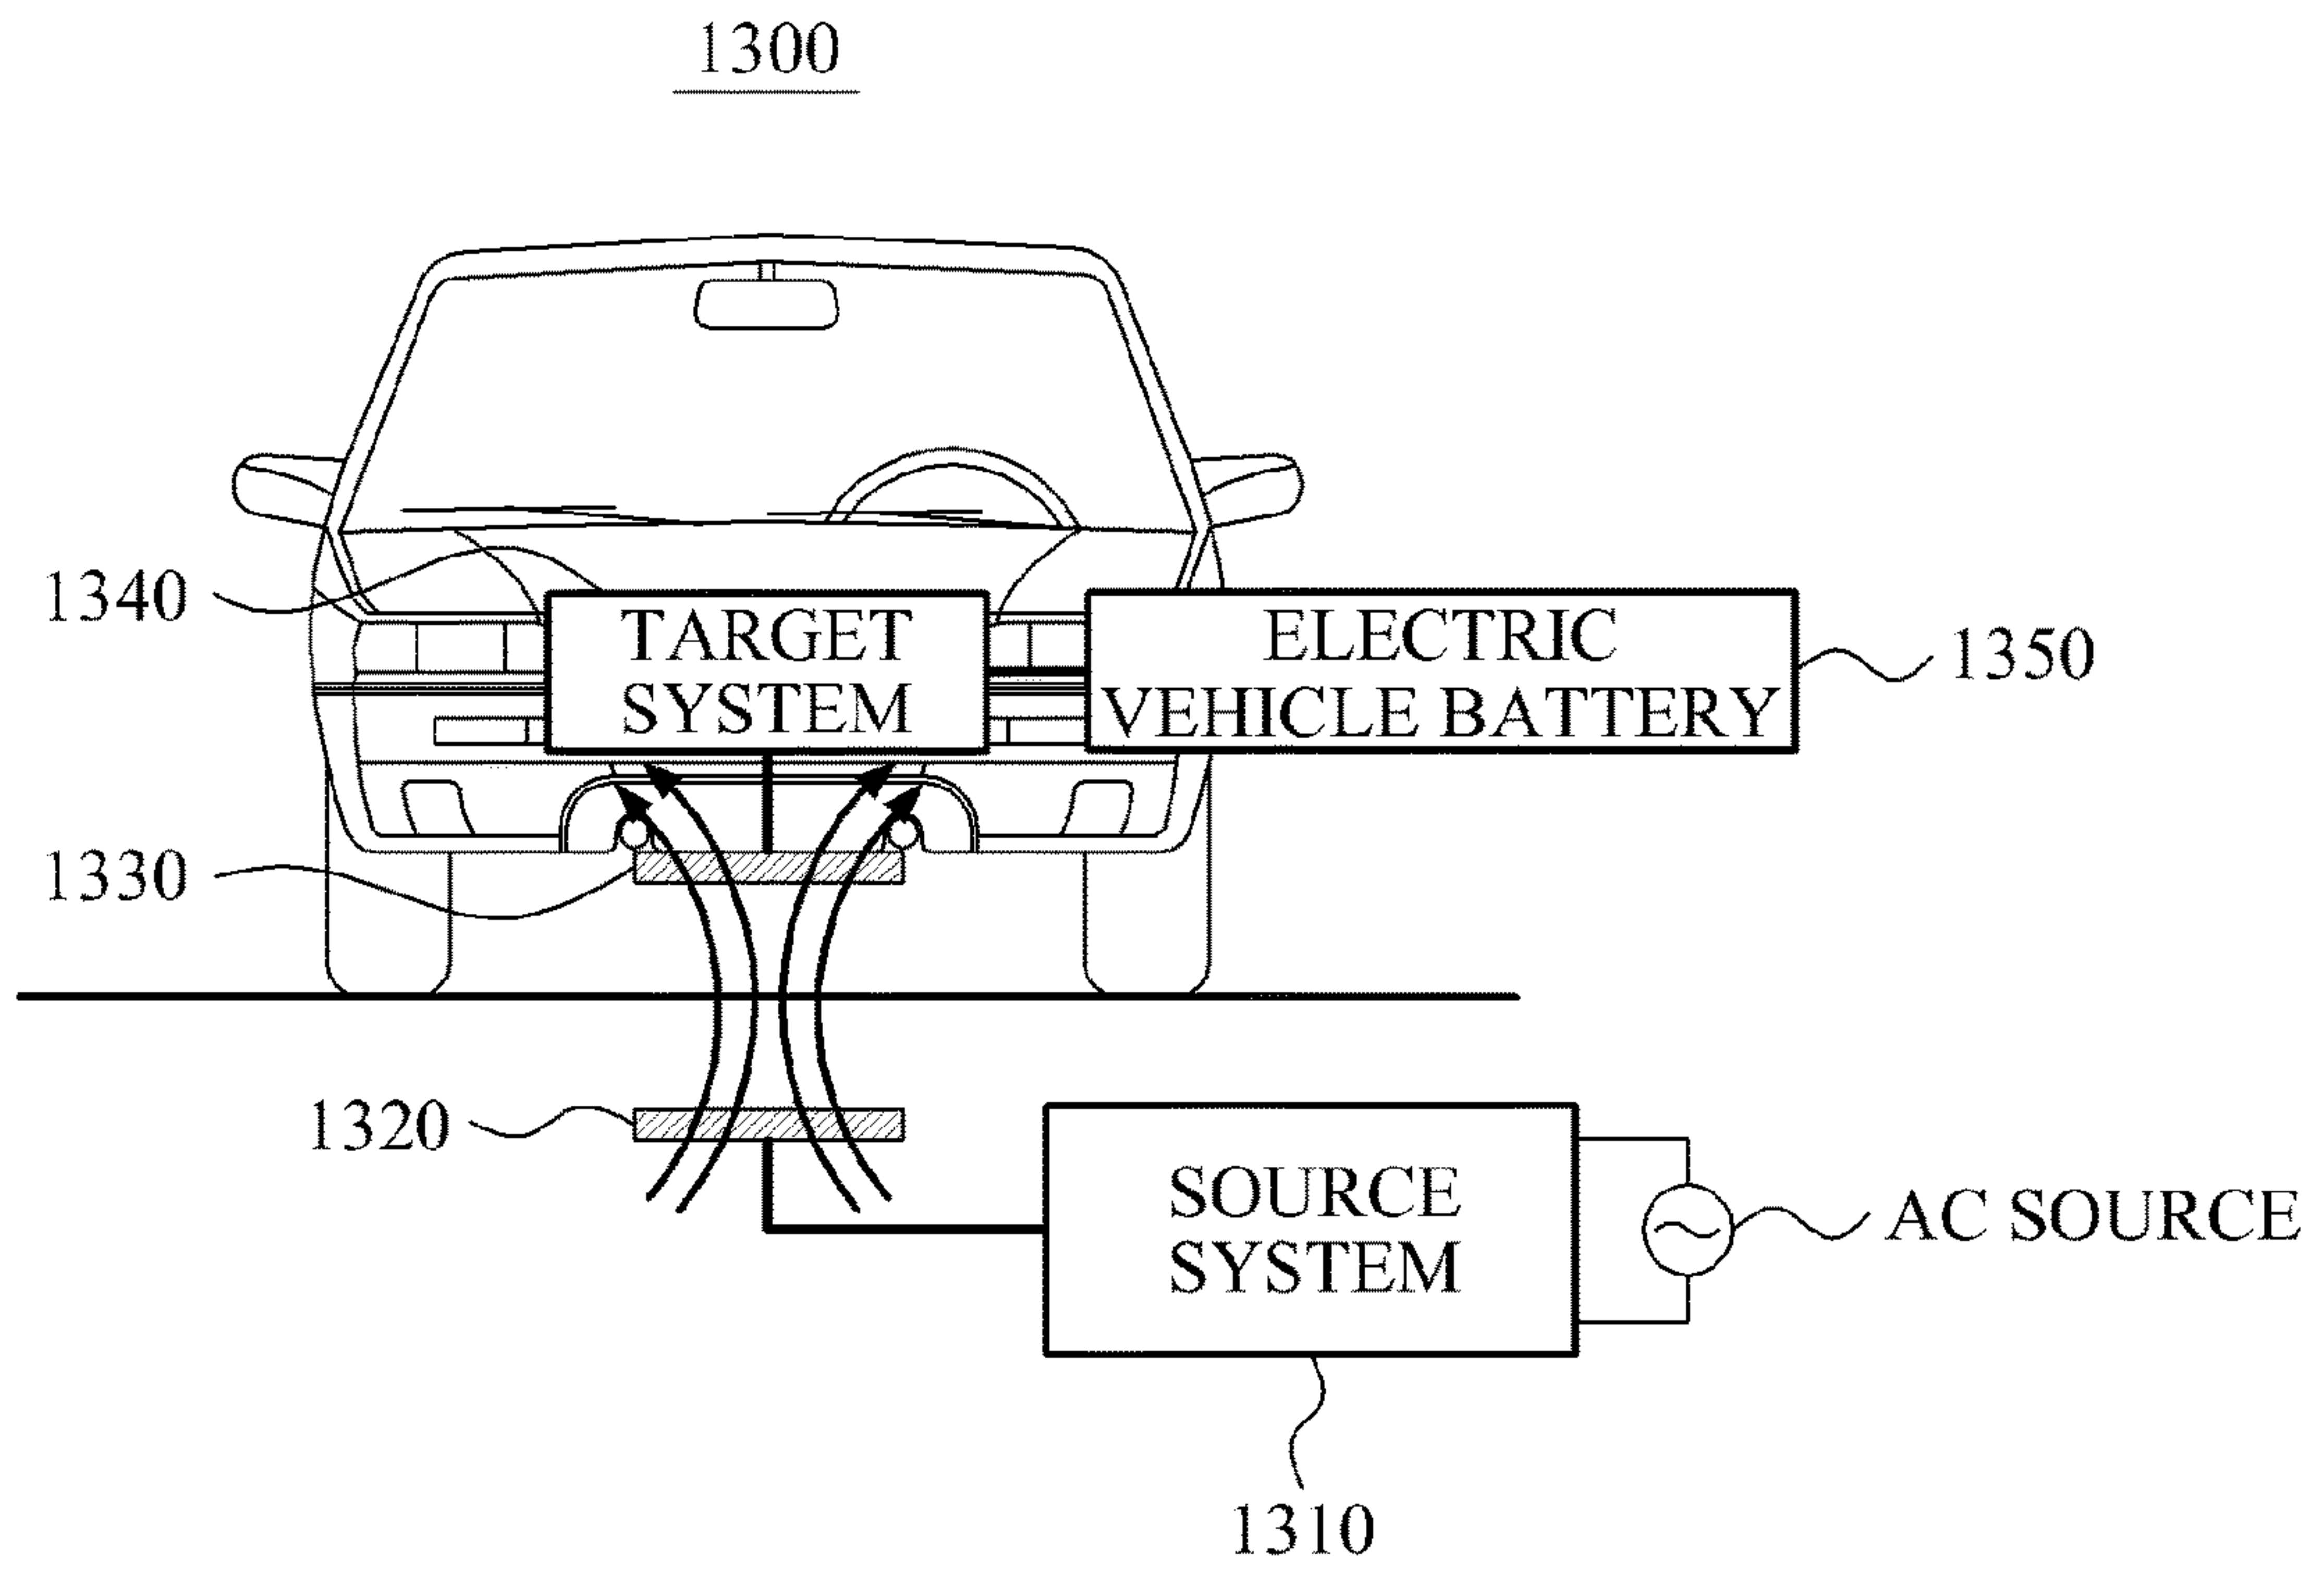 1300
1340
TARGET
SYSTEM
ELECTRIC
VEHICLE BATTERY
1350
1330
1320
SOURCE
SYSTEM
AC SOURCE
1310